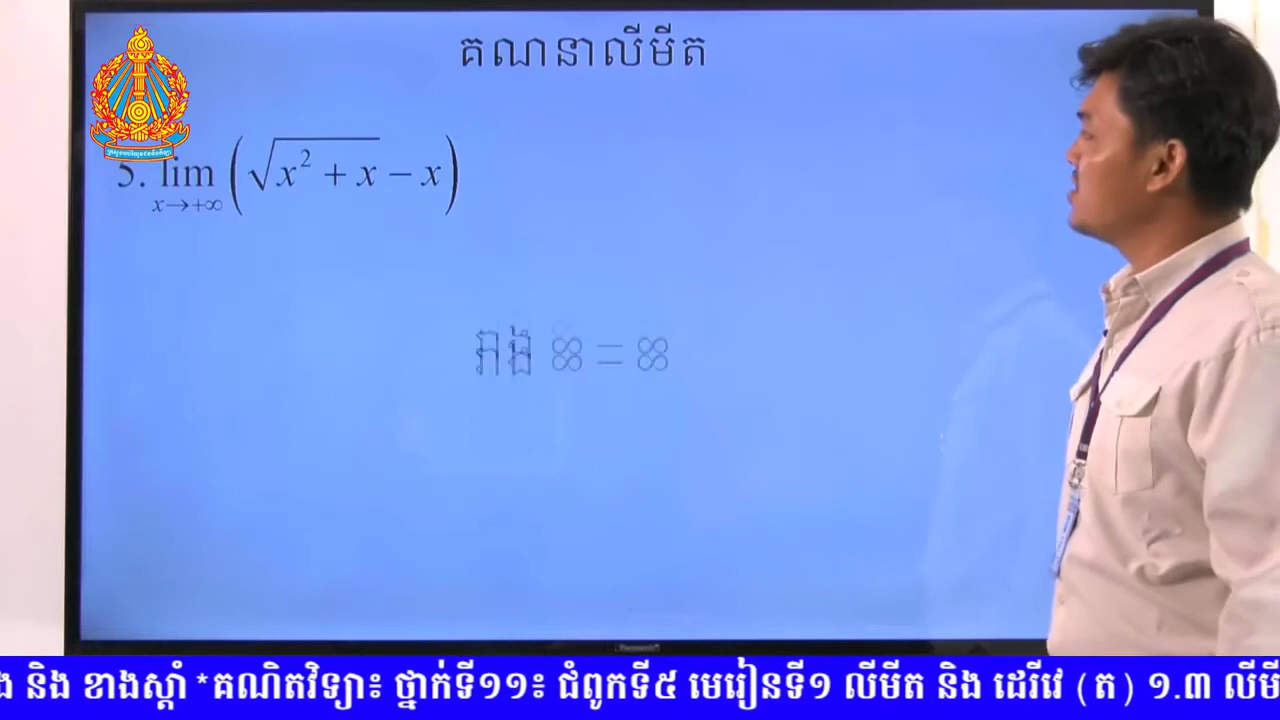 គណនាលីមីត
5. lim x→+∞ (√x² + x − x)
រាង ∞ = ∞
ង និង ខាងស្តាំ *គណិតវិទ្យា៖ ថ្នាក់ទី១១៖ ជំពូកទី៥ មេរៀនទី១ លីមីត និង ដេរីវេ (ត) ១.៣ លីមី